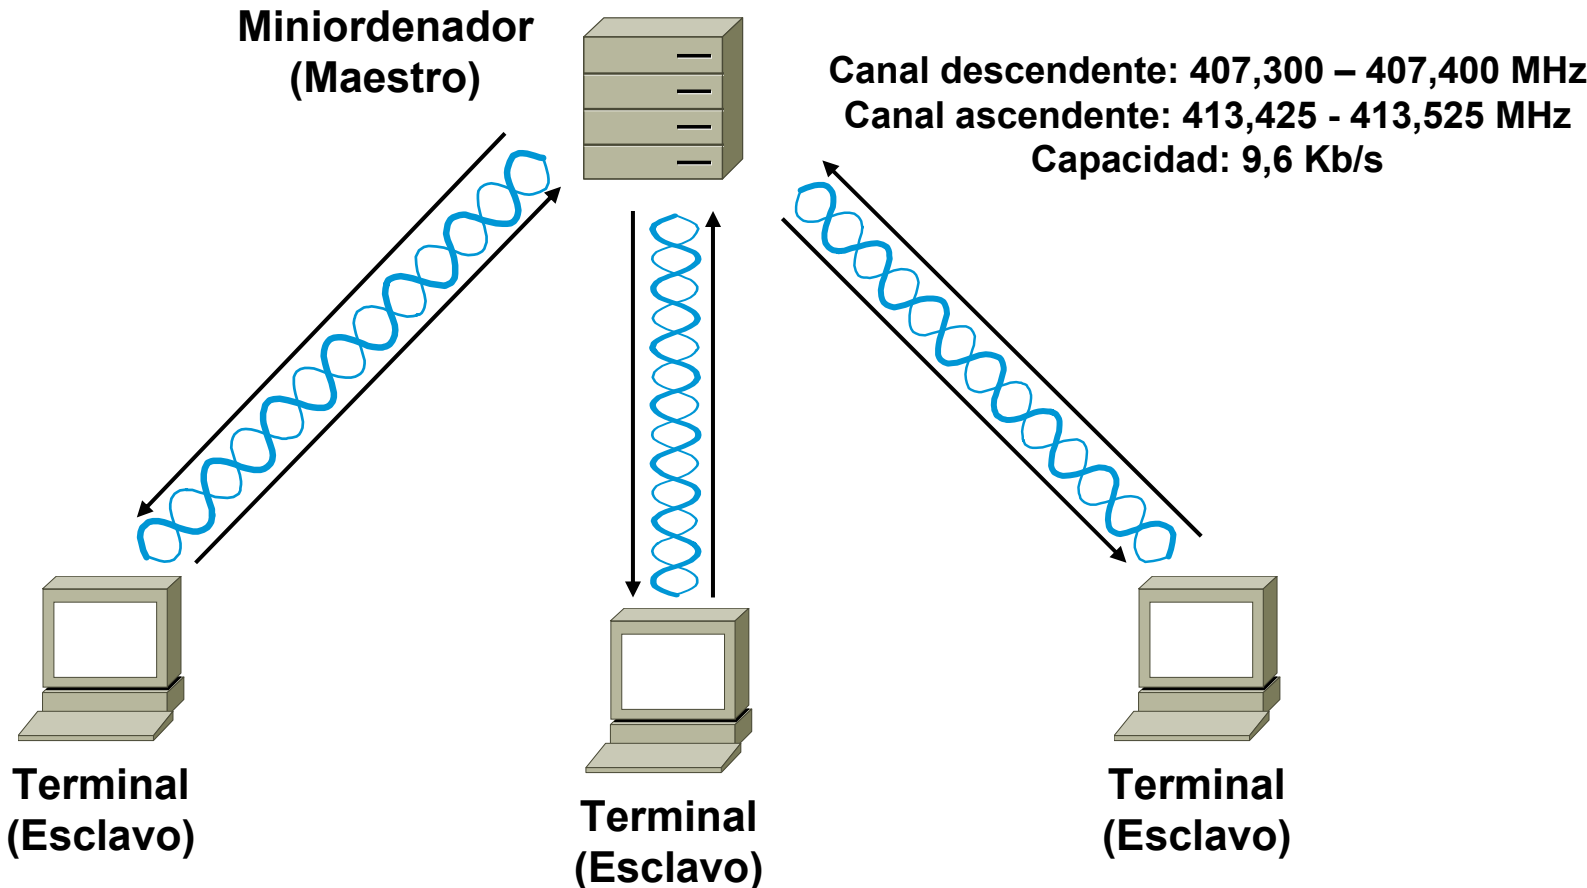 Miniordenador
(Maestro)
Canal descendente: 407,300 – 407,400 MHz
Canal ascendente: 413,425 - 413,525 MHz
Capacidad: 9,6 Kb/s
Terminal
(Esclavo)
Terminal
(Esclavo)
Terminal
(Esclavo)